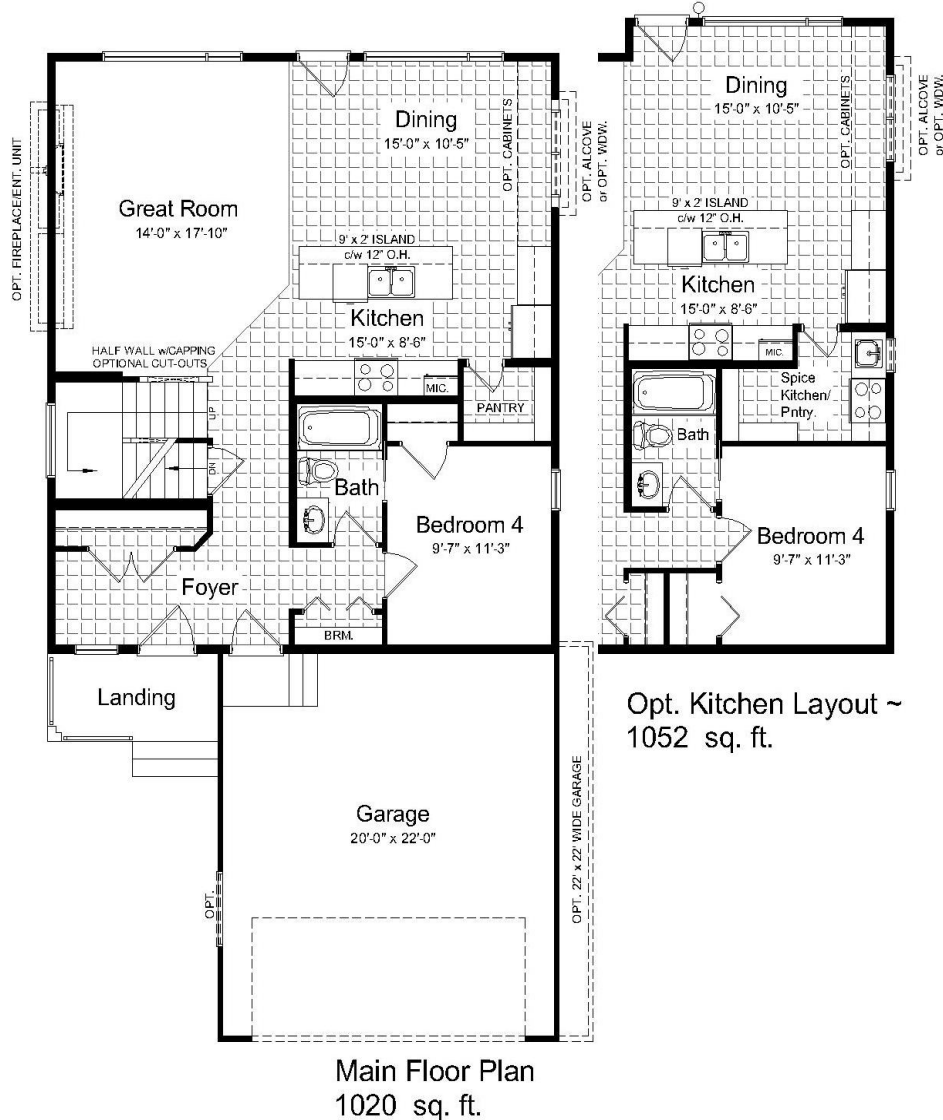 OPT. FIREPLACE/ENT. UNIT
Great Room
14'-0" x 17'-10"
HALF WALL w/CAPPING
OPTIONAL CUT-OUTS
UP
DN
Dining
15'-0" x 10'-5"
OPT. CABINETS
OPT. ALCOVE
or OPT. WDW.
9' x 2' ISLAND
c/w 12" O.H.
Kitchen
15'-0" x 8'-6"
MIC.
PANTRY
Bath
Bedroom 4
9'-7" x 11'-3"
Foyer
BRM.
Landing
Garage
20'-0" x 22'-0"
OPT.
OPT. 22' x 22' WIDE GARAGE
Main Floor Plan
1020 sq. ft.
Dining
15'-0" x 10'-5"
OPT. CABINETS
OPT. ALCOVE
or OPT. WDW.
9' x 2' ISLAND
c/w 12" O.H.
Kitchen
15'-0" x 8'-6"
MIC.
Spice
Kitchen/
Pntry.
Bath
Bedroom 4
9'-7" x 11'-3"
Opt. Kitchen Layout ~
1052 sq. ft.